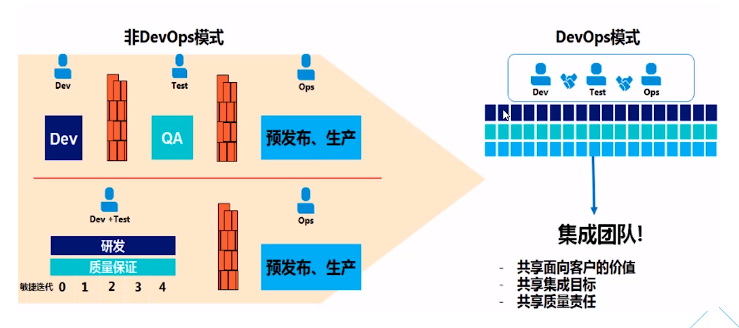 非DevOps模式
DevOps模式
Dev
Test
Ops
Dev
QA
预发布、生产
Dev +Test
Ops
研发
质量保证
预发布、生产
敏捷迭代 0 1 2 3 4
Dev
Test
Ops
集成团队!
- 共享面向客户的价值
- 共享集成目标
- 共享质量责任